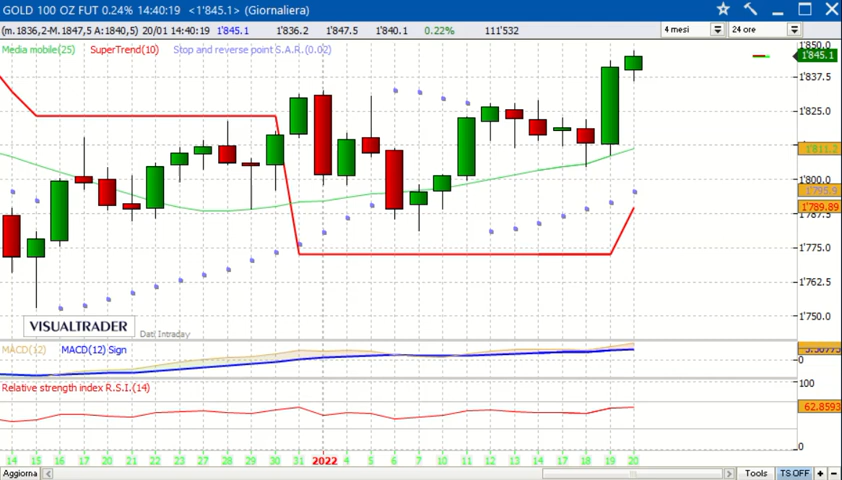 GOLD 100 OZ FUT 0.24% 14:40:19 <1'845.1> (Giornaliera)
(m.1836,2-M.1847,5 A:1840,5) 20/01 14:40:19 1'845.1 1'836.2 1'847.5 1'840.1 0.22% 111'532 4 mesi 24 ore
Media mobile(25) SuperTrend(10) Stop and reverse point S.A.R.(0.02)
1'850.0
1'845.1
1'837.5
1'825.0
1'811.2
1'800.0
1'795.9
1'789.89
1'787.5
1'775.0
1'762.5
1'750.0
VISUALTRADER
Dati Intraday
MACD(12) MACD(12) Sign
0
Relative strength index R.S.I.(14)
100
62.8593
0
14 15 16 17 20 21 22 23 27 28 29 30 31 2022 4 5 6 7 10 11 12 13 14 17 18 19 20
Aggiorna Tools TS OFF + -